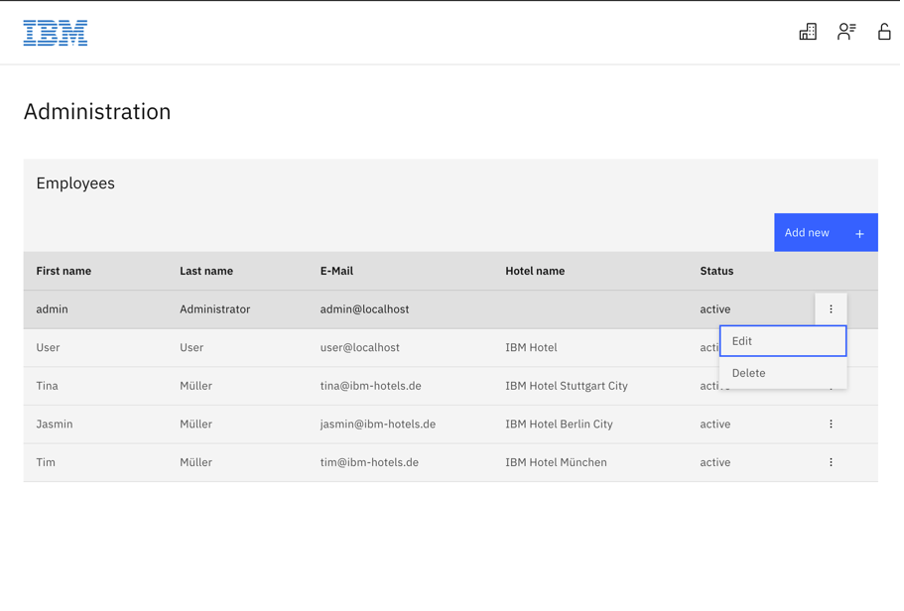 IBM
Administration
Employees
Add new +
First name Last name E-Mail Hotel name Status
admin Administrator admin@localhost active
Edit
User User user@localhost IBM Hotel acti
Delete
Tina Müller tina@ibm-hotels.de IBM Hotel Stuttgart City active
Jasmin Müller jasmin@ibm-hotels.de IBM Hotel Berlin City active
Tim Müller tim@ibm-hotels.de IBM Hotel München active